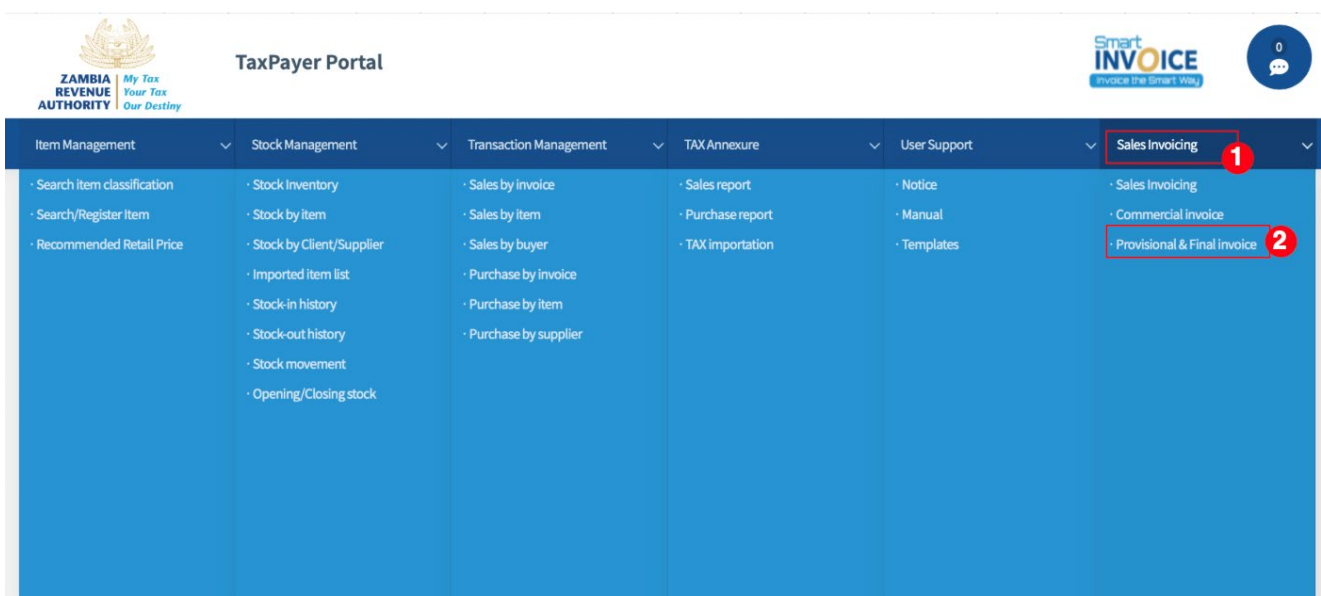 ZAMBIA
REVENUE
AUTHORITY
My Tax
Your Tax
Our Destiny
TaxPayer Portal
Smart
INVOICE
Invoice the Smart Way
0
Item Management
Stock Management
Transaction Management
TAX Annexure
User Support
Sales Invoicing
1
· Search item classification
· Search/Register Item
· Recommended Retail Price
· Stock Inventory
· Stock by item
· Stock by Client/Supplier
· Imported item list
· Stock-in history
· Stock-out history
· Stock movement
· Opening/Closing stock
· Sales by invoice
· Sales by item
· Sales by buyer
· Purchase by invoice
· Purchase by item
· Purchase by supplier
· Sales report
· Purchase report
· TAX importation
· Notice
· Manual
· Templates
· Sales Invoicing
· Commercial invoice
· Provisional & Final invoice
2